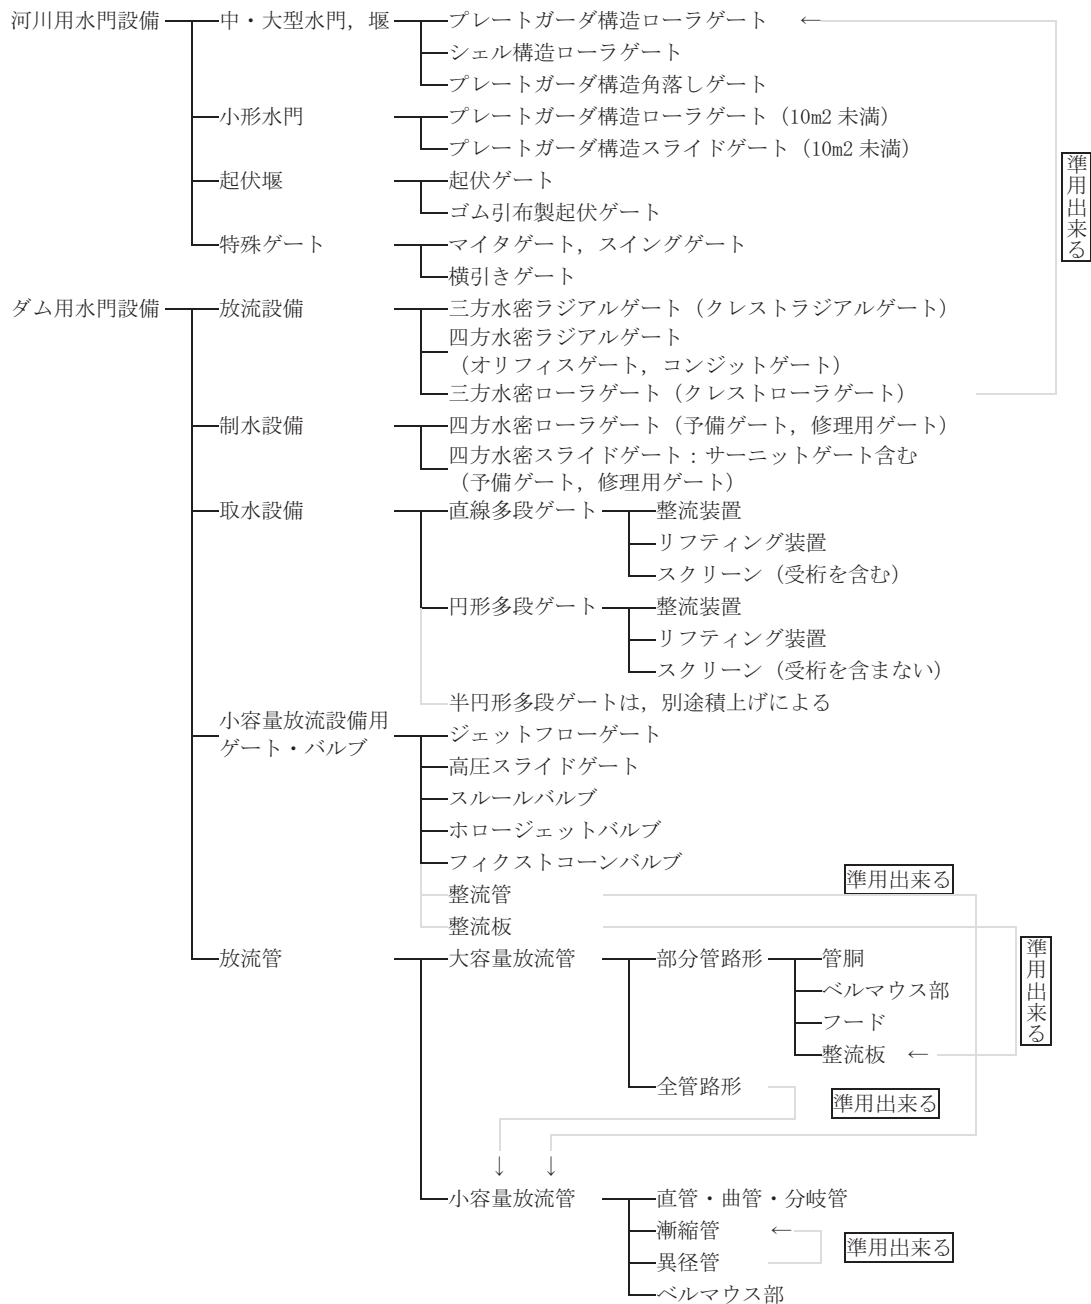 河川用水門設備 中・大型水門，堰 プレートガーダ構造ローラゲート ←
シェル構造ローラゲート
プレートガーダ構造角落しゲート
小形水門 プレートガーダ構造ローラゲート（10m2 未満）
プレートガーダ構造スライドゲート（10m2 未満）
準用出来る
起伏堰 起伏ゲート
ゴム引布製起伏ゲート
特殊ゲート マイタゲート，スイングゲート
横引きゲート
ダム用水門設備 放流設備 三方水密ラジアルゲート（クレストラジアルゲート）
四方水密ラジアルゲート
（オリフィスゲート，コンジットゲート）
三方水密ローラゲート（クレストローラゲート）
制水設備 四方水密ローラゲート（予備ゲート，修理用ゲート）
四方水密スライドゲート：サーニットゲート含む
（予備ゲート，修理用ゲート）
取水設備 直線多段ゲート 整流装置
リフティング装置
スクリーン（受桁を含む）
円形多段ゲート 整流装置
リフティング装置
スクリーン（受桁を含まない）
半円形多段ゲートは，別途積上げによる
小容量放流設備用
ゲート・バルブ
ジェットフローゲート
高圧スライドゲート
スルールバルブ
ホロージェットバルブ
フィクストコーンバルブ
準用出来る
整流管
整流板
放流管 大容量放流管 部分管路形 管胴
ベルマウス部
フード
整流板 ←
準用出来る
全管路形
準用出来る
↓ ↓
小容量放流管 直管・曲管・分岐管
漸縮管 ←
準用出来る
異径管
ベルマウス部